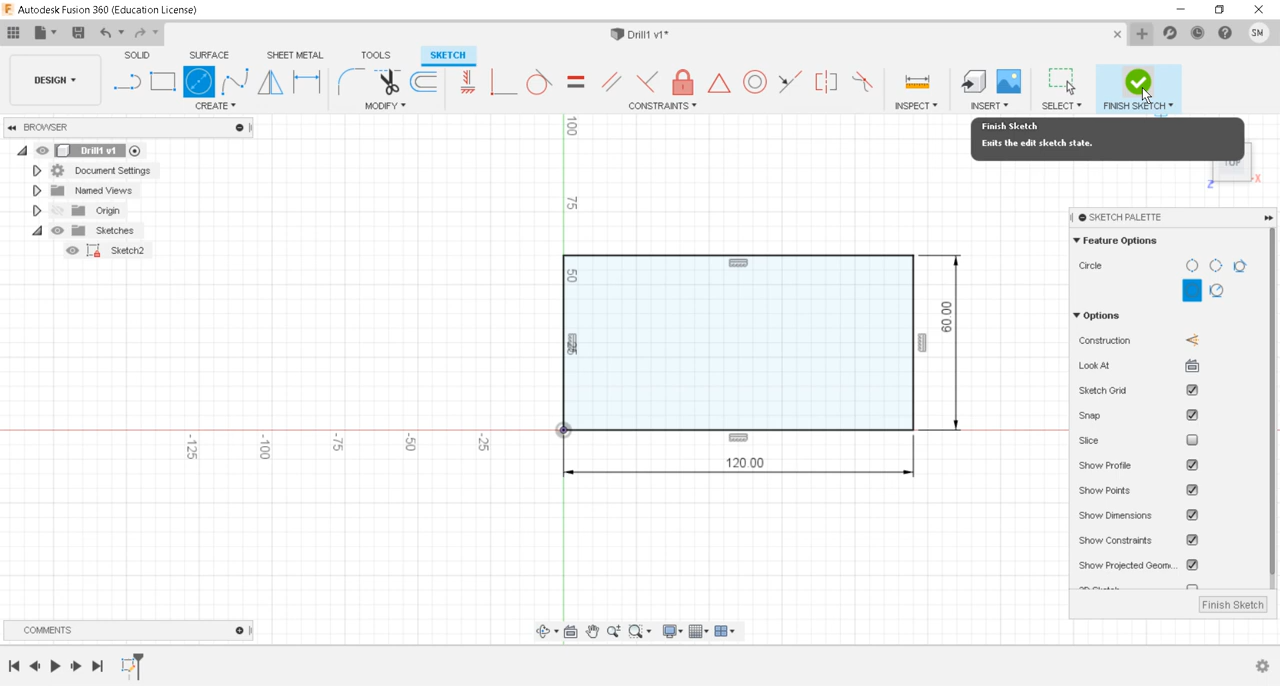 Autodesk Fusion 360 (Education License)
Drill1 v1*
SM
DESIGN
SOLID SURFACE SHEET METAL TOOLS SKETCH
CREATE MODIFY CONSTRAINTS INSPECT INSERT SELECT FINISH SKETCH
Finish Sketch
Exits the edit sketch state.
BROWSER
Drill1 v1
Document Settings
Named Views
Origin
Sketches
Sketch2
TOP
Z
X
100
75
50
25
-125
-100
-75
-50
-25
60.00
120.00
SKETCH PALETTE
Feature Options
Circle
Options
Construction
Look At
Sketch Grid
Snap
Slice
Show Profile
Show Points
Show Dimensions
Show Constraints
Show Projected Geom...
3D Sketch
Finish Sketch
COMMENTS